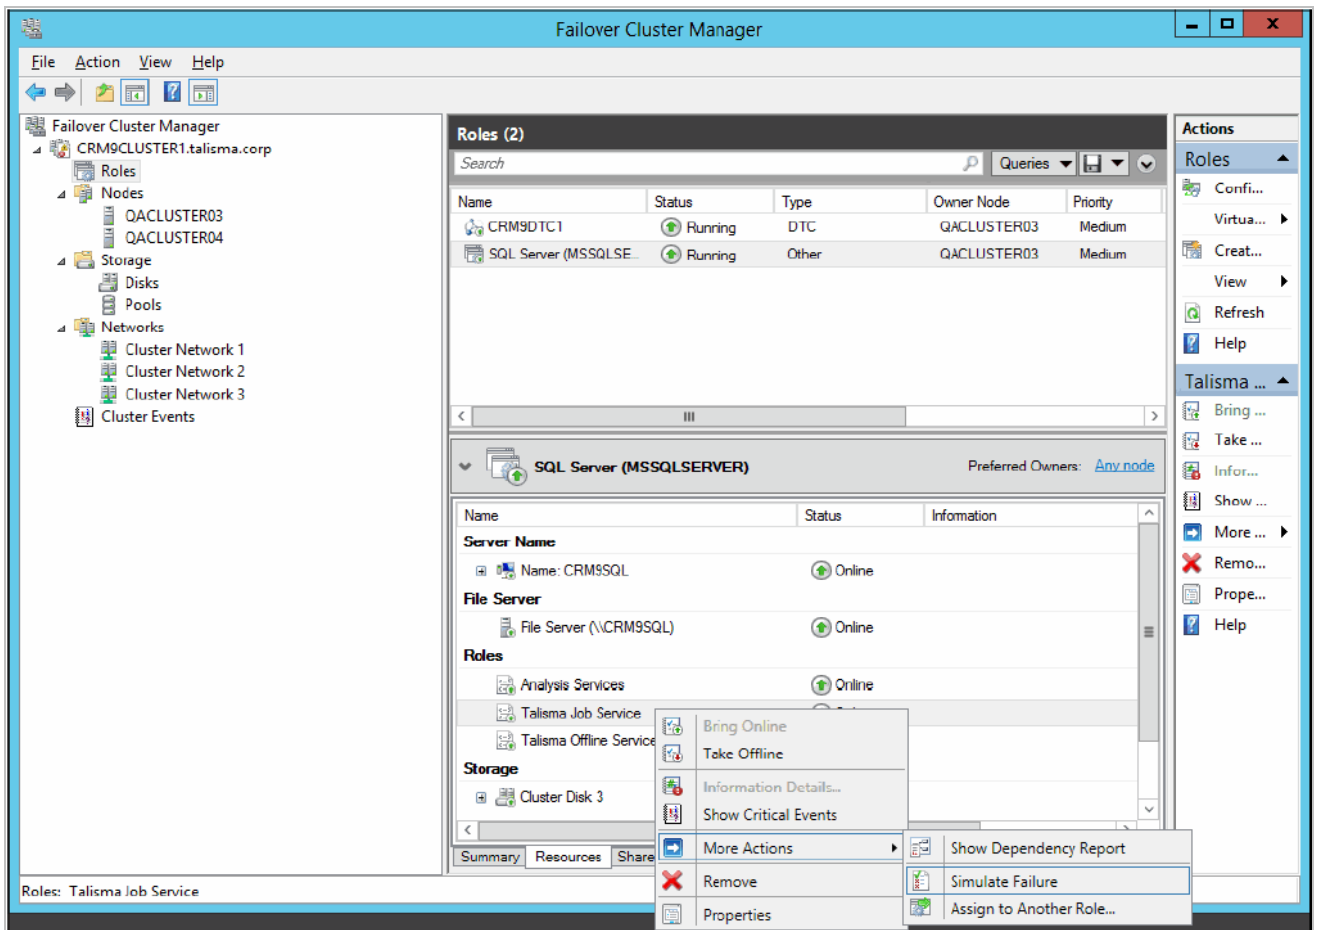 Failover Cluster Manager
File Action View Help
Failover Cluster Manager
CRM9CLUSTER1.talisma.corp
Roles
Nodes
QACLUSTER03
QACLUSTER04
Storage
Disks
Pools
Networks
Cluster Network 1
Cluster Network 2
Cluster Network 3
Cluster Events
Roles (2)
Search
Queries
Name Status Type Owner Node Priority
CRM9DTC1 Running DTC QACLUSTER03 Medium
SQL Server (MSSQLSE... Running Other QACLUSTER03 Medium
SQL Server (MSSQLSERVER) Preferred Owners: Any node
Name Status Information
Server Name
Name: CRM9SQL Online
File Server
File Server (\\CRM9SQL) Online
Roles
Analysis Services Online
Talisma Job Service
Talisma Offline Service
Storage
Cluster Disk 3
Summary Resources Share
Bring Online
Take Offline
Information Details...
Show Critical Events
More Actions
Remove
Properties
Show Dependency Report
Simulate Failure
Assign to Another Role...
Actions
Roles
Confi...
Virtua...
Creat...
View
Refresh
Help
Talisma ...
Bring ...
Take ...
Infor...
Show ...
More ...
Remo...
Prope...
Help
Roles: Talisma Job Service